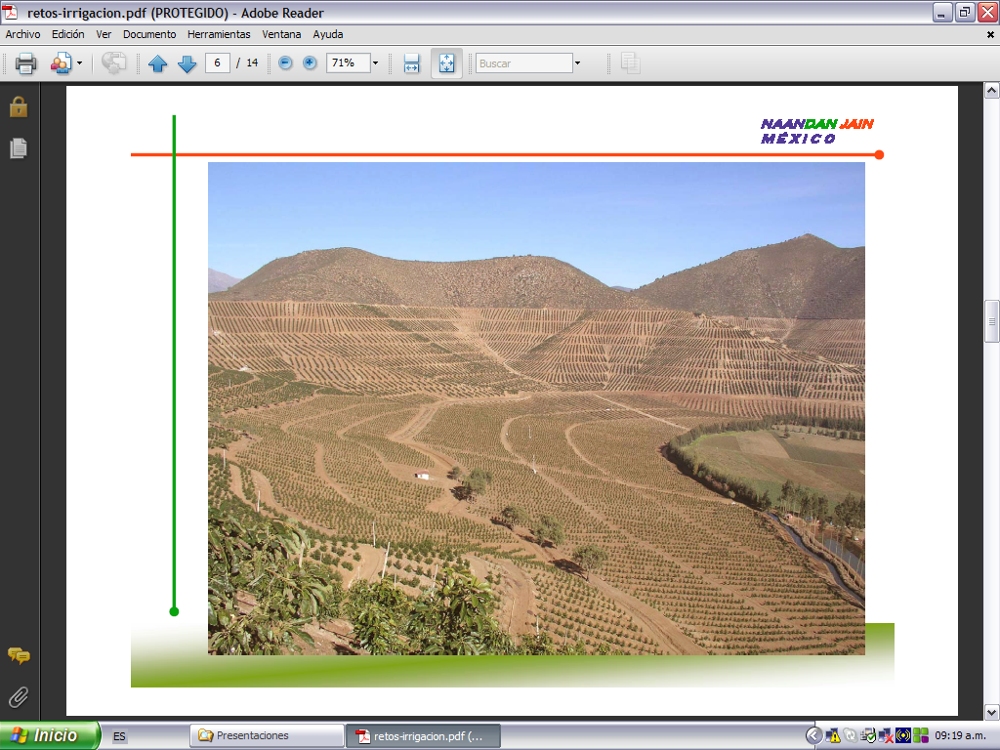 retos-irrigacion.pdf (PROTEGIDO) - Adobe Reader
Archivo Edición Ver Documento Herramientas Ventana Ayuda
6 / 14 71% Buscar
NAANDAN JAIN
MÉXICO
Inicio ES Presentaciones retos-irrigacion.pdf (... 09:19 a.m.